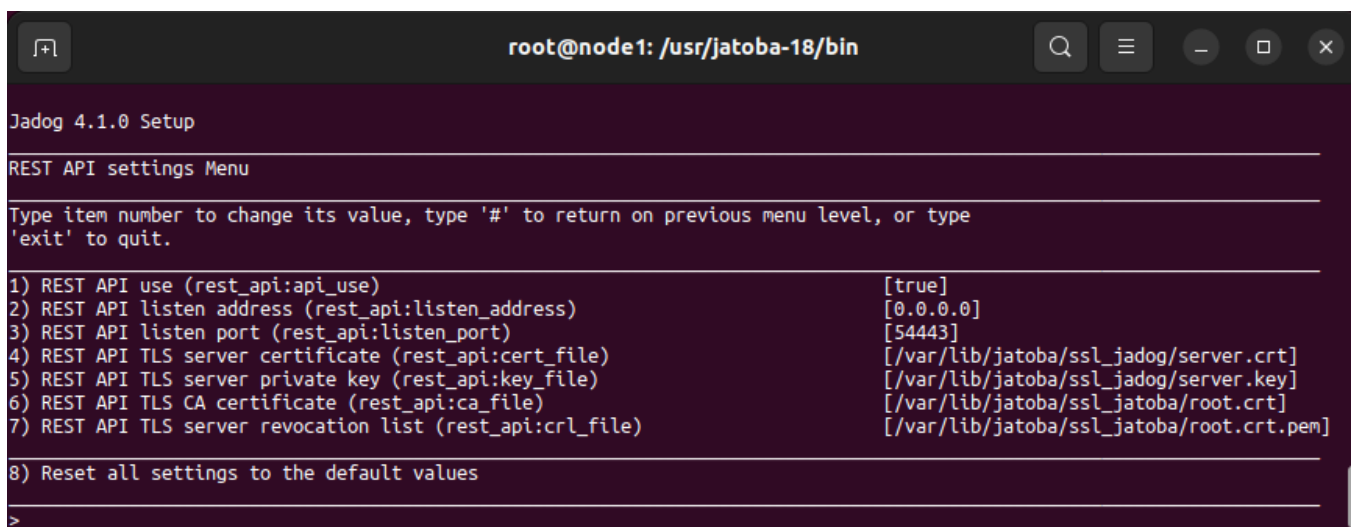 root@node1: /usr/jatoba-18/bin
Jadog 4.1.0 Setup
REST API settings Menu
Type item number to change its value, type '#' to return on previous menu level, or type
'exit' to quit.
1) REST API use (rest_api:api_use) [true]
2) REST API listen address (rest_api:listen_address) [0.0.0.0]
3) REST API listen port (rest_api:listen_port) [54443]
4) REST API TLS server certificate (rest_api:cert_file) [/var/lib/jatoba/ssl_jadog/server.crt]
5) REST API TLS server private key (rest_api:key_file) [/var/lib/jatoba/ssl_jadog/server.key]
6) REST API TLS CA certificate (rest_api:ca_file) [/var/lib/jatoba/ssl_jatoba/root.crt]
7) REST API TLS server revocation list (rest_api:crl_file) [/var/lib/jatoba/ssl_jatoba/root.crt.pem]
8) Reset all settings to the default values
>